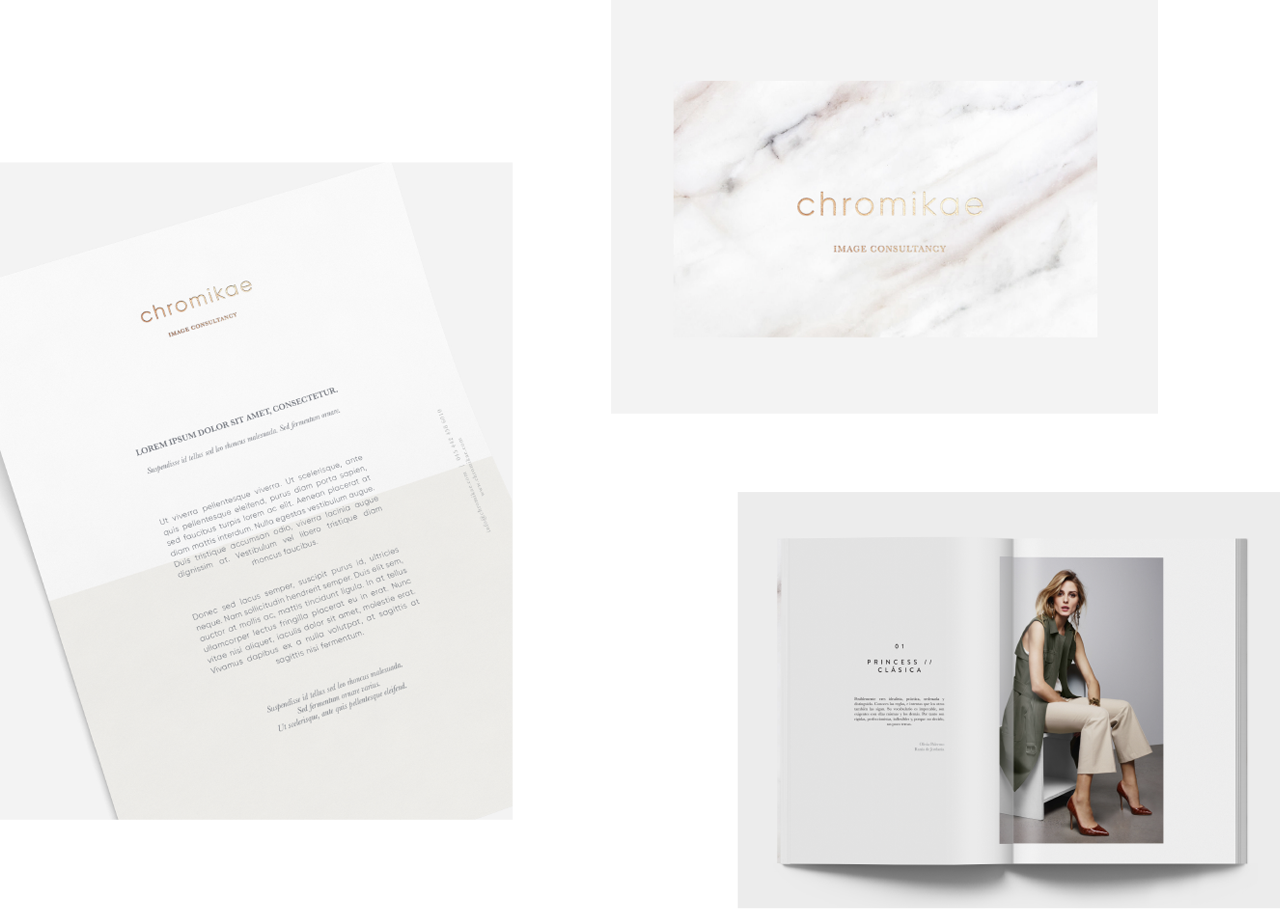 chromikae
IMAGE CONSULTANCY
LOREM IPSUM DOLOR SIT AMET, CONSECTETUR.
Suspendisse id tellus sed leo rhoncus malesuada. Sed fermentum ornare.
Ut viverra pellentesque viverra. Ut scelerisque, ante
quis pellentesque eleifend, purus diam porta sapien,
sed faucibus turpis lorem ac elit. Aenean placerat at
diam mattis interdum. Nulla egestas vestibulum augue.
Duis tristique accumsan odio, viverra lacinia augue
dignissim at. Vestibulum vel libero tristique diam
rhoncus faucibus.
Donec sed lacus semper, suscipit purus id, ultricies
neque. Nam sollicitudin hendrerit semper. Duis elit sem,
auctor at mollis ac, mattis tincidunt ligula. In at tellus
ullamcorper lectus fringilla placerat eu in erat. Nunc
vitae nisi aliquet, iaculis dolor sit amet, molestie erat.
Vivamus dapibus ex a nulla volutpat, at sagittis at
sagittis nisi fermentum.
Suspendisse id tellus sed leo rhoncus malesuada.
Sed fermentum ornare varius.
Ut scelerisque, ante quis pellentesque eleifend.
chromikae
IMAGE CONSULTANCY
01
PRINCESS //
CLÀSICA